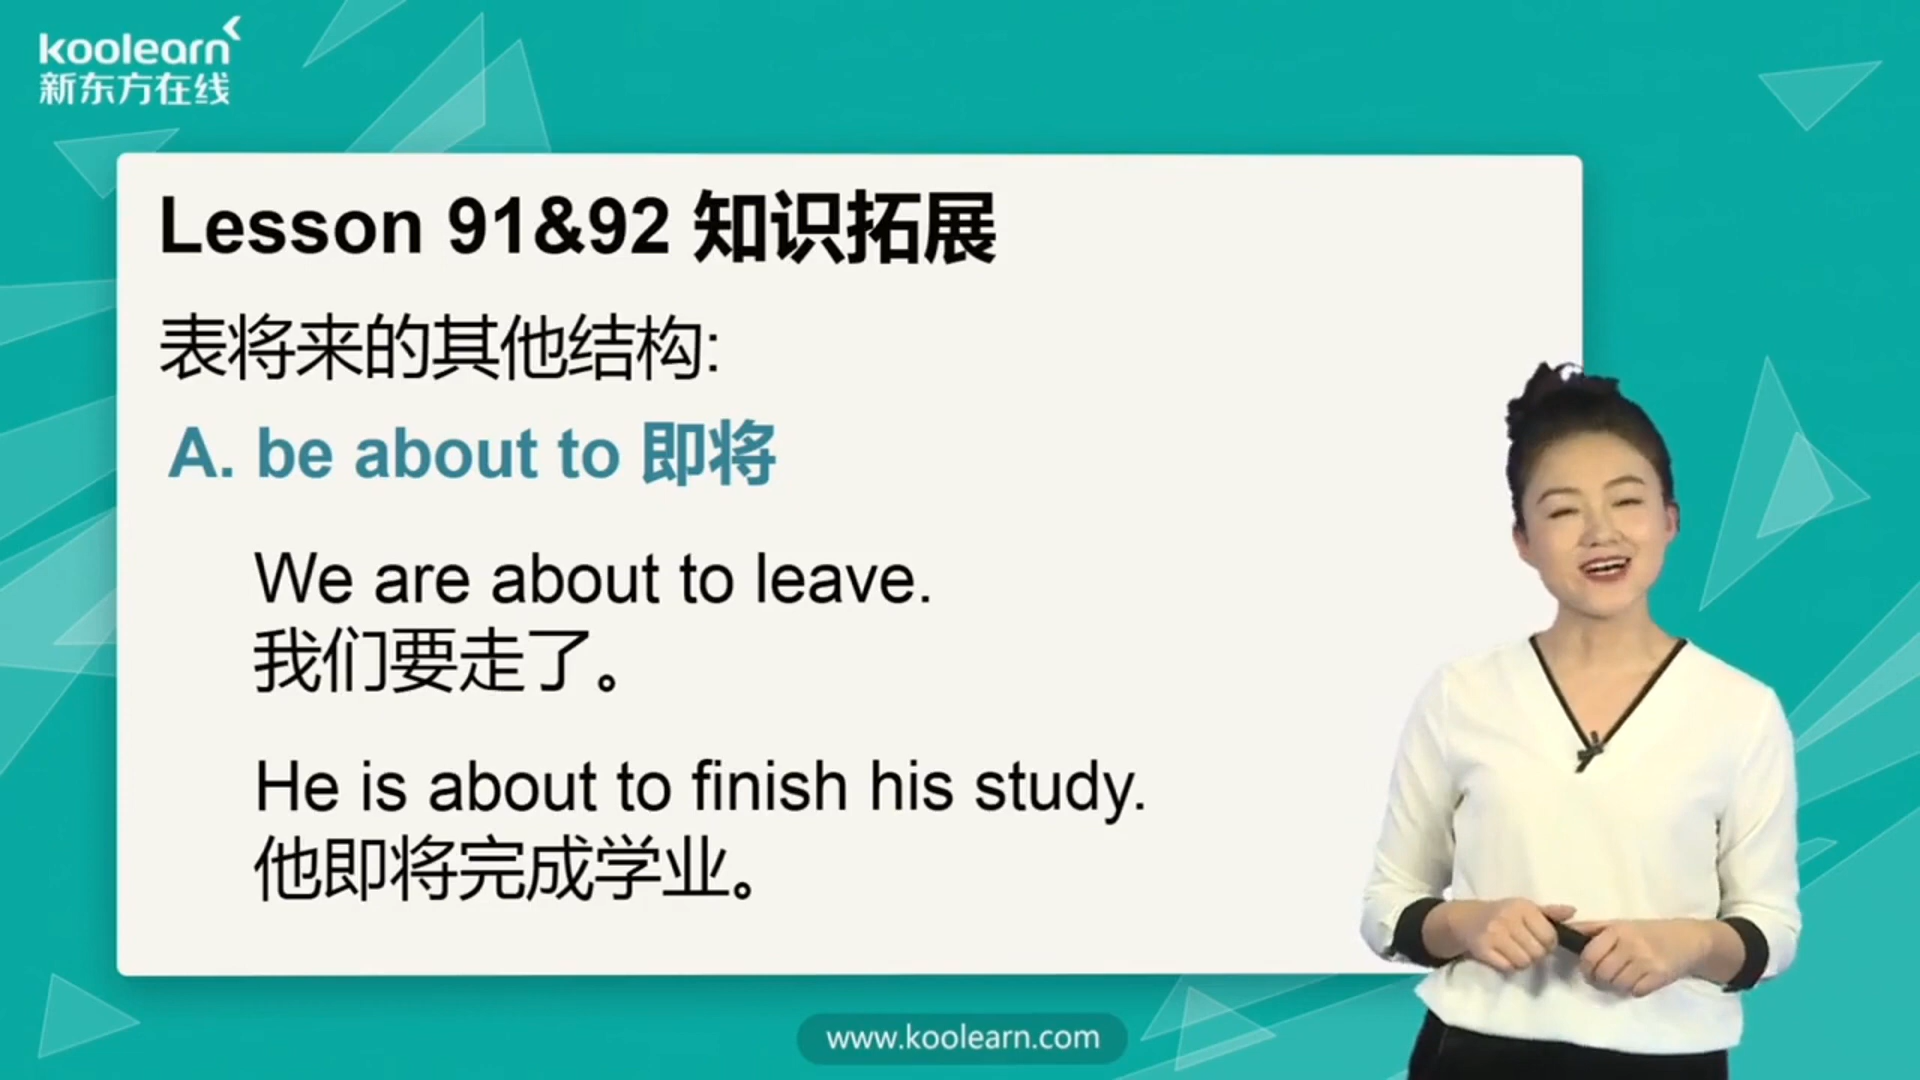 koolearn
新东方在线
Lesson 91&92 知识拓展
表将来的其他结构:
A. be about to 即将
We are about to leave.
我们要走了。
He is about to finish his study.
他即将完成学业。
www.koolearn.com